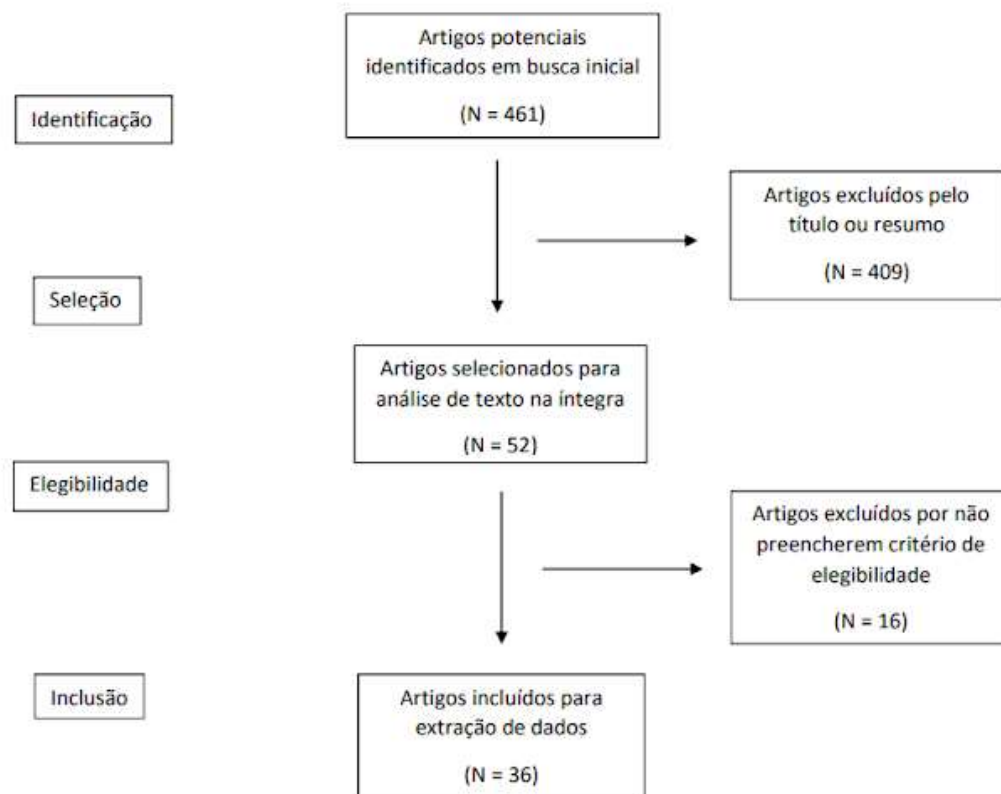 Artigos potenciais
identificados em busca inicial
(N = 461)
Identificação
Artigos excluídos pelo
título ou resumo
(N = 409)
Seleção
Artigos selecionados para
análise de texto na íntegra
(N = 52)
Elegibilidade
Artigos excluídos por não
preencherem critério de
elegibilidade
(N = 16)
Inclusão
Artigos incluídos para
extração de dados
(N = 36)